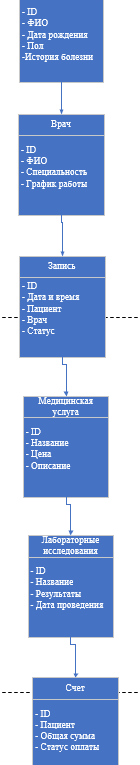 - ID
- ФИО
- Дата рождения
- Пол
-История болезни
Врач
- ID
- ФИО
- Специальность
- График работы
Запись
- ID
- Дата и время
- Пациент
- Врач
- Статус
Медицинская
услуга
- ID
- Название
- Цена
- Описание
Лабораторные
исследования
- ID
- Название
- Результаты
- Дата проведения
Счет
- ID
- Пациент
- Общая сумма
- Статус оплаты